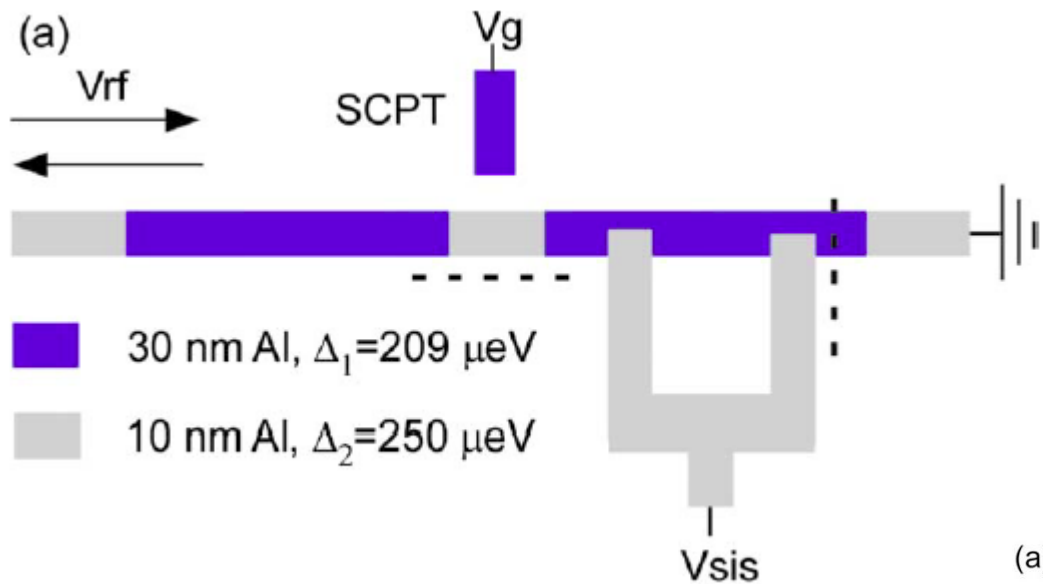 (a)
Vg
Vrf
SCPT
30 nm Al, Δ₁=209 μeV
10 nm Al, Δ₂=250 μeV
Vsis
(a